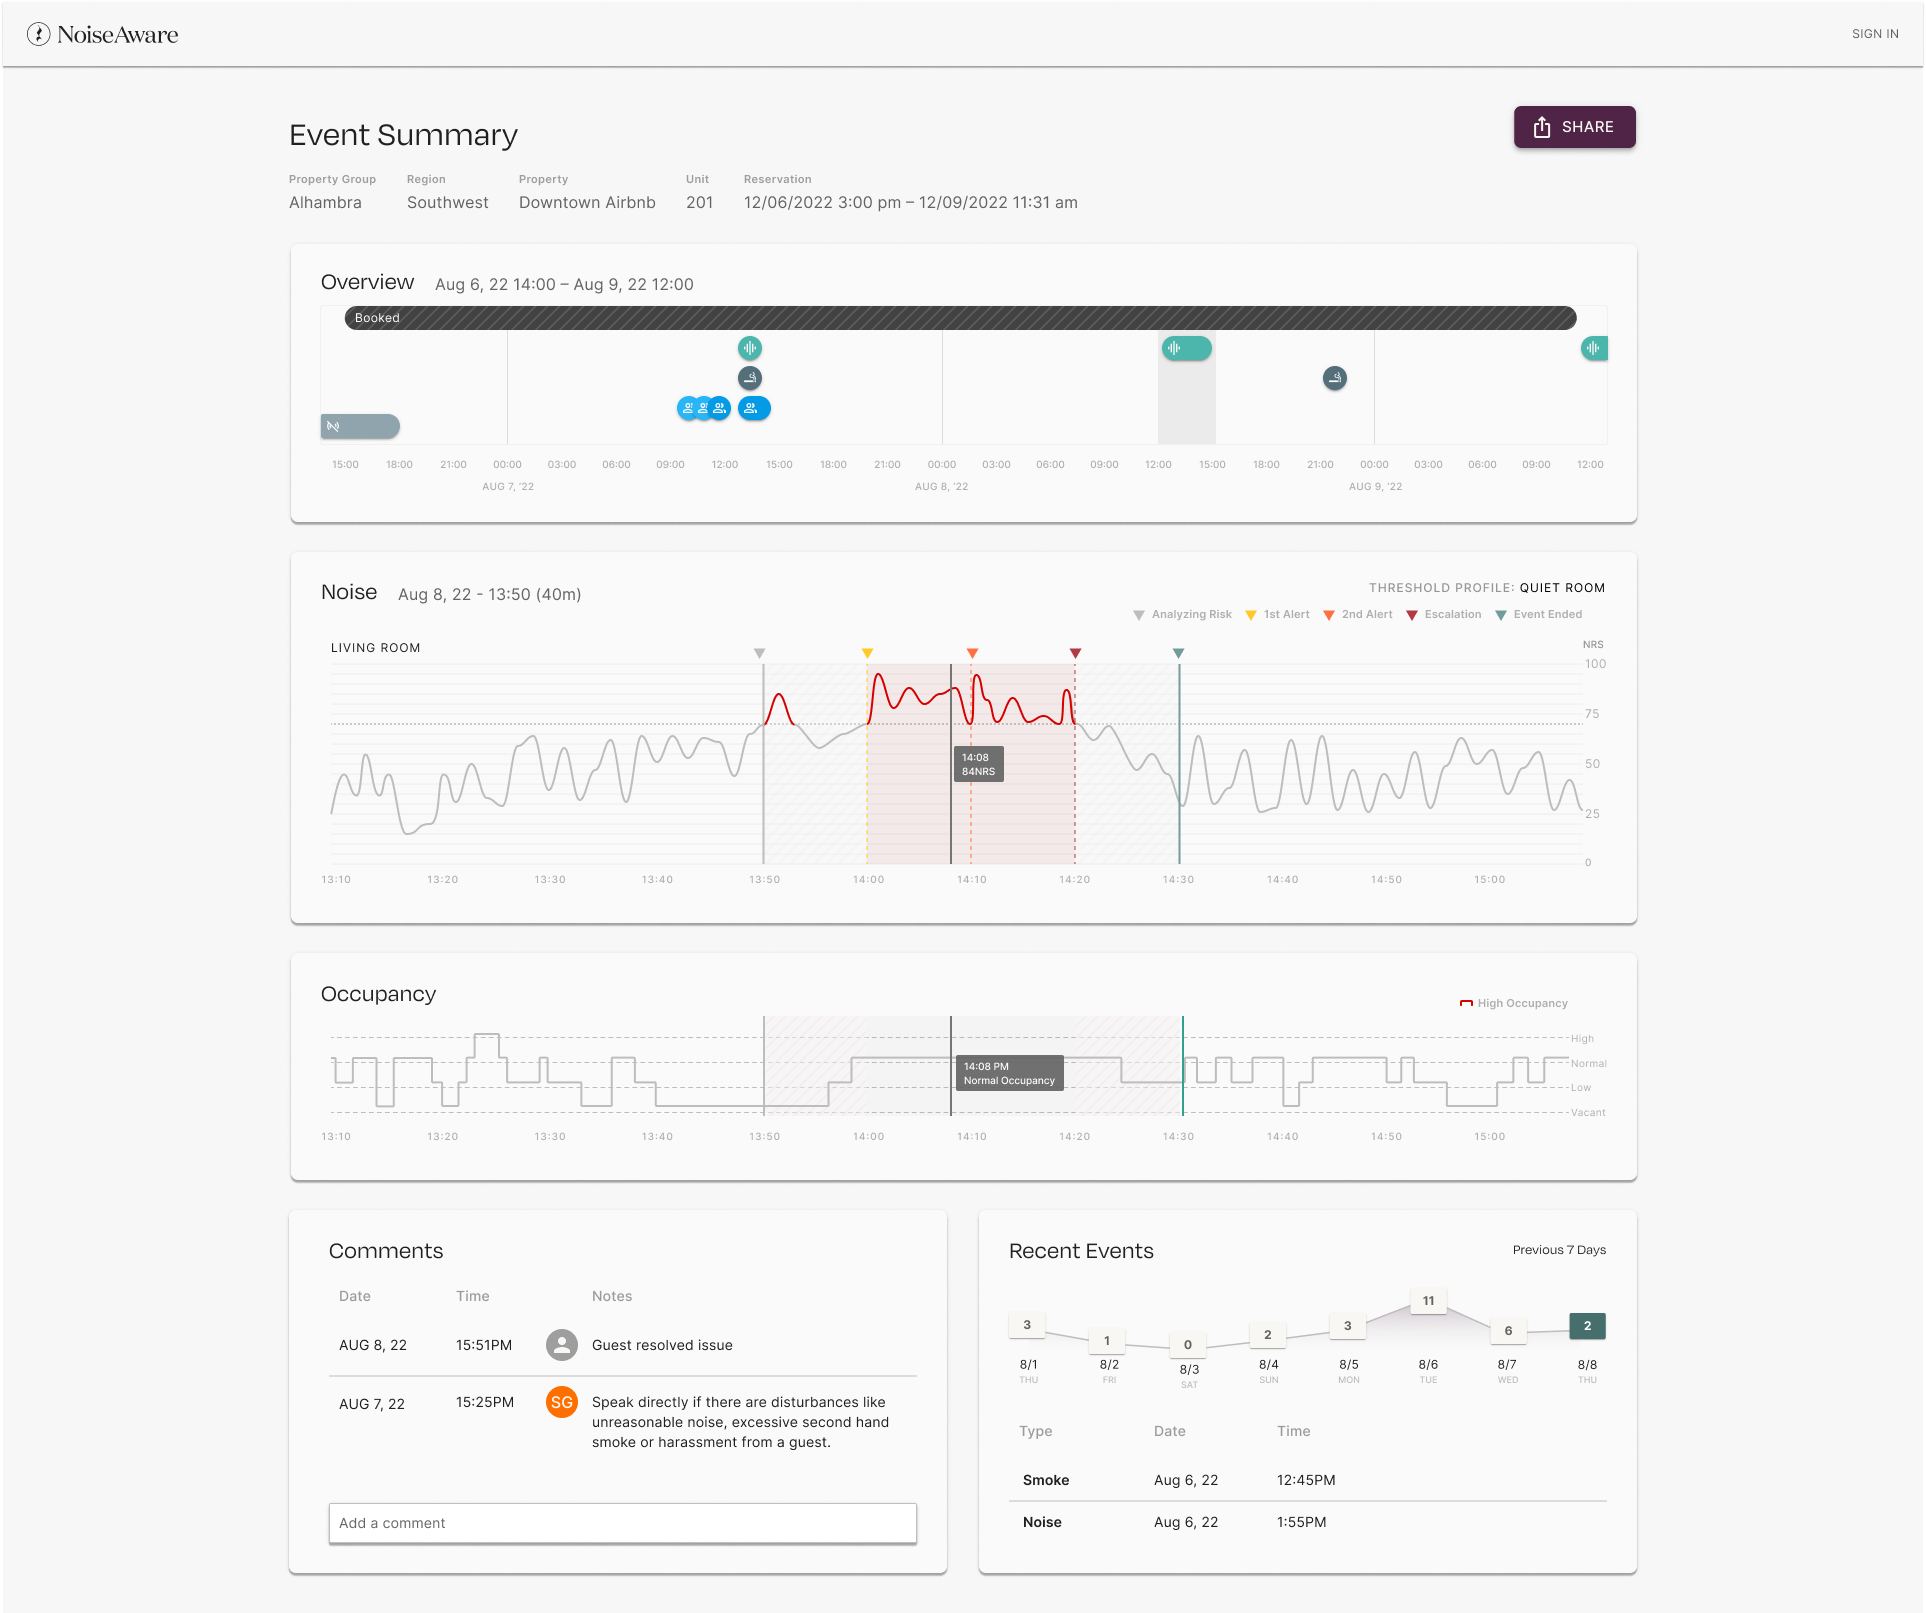 NoiseAware
SIGN IN
Event Summary
SHARE
Property Group Region Property Unit Reservation
Alhambra Southwest Downtown Airbnb 201 12/06/2022 3:00 pm – 12/09/2022 11:31 am
Overview Aug 6, 22 14:00 – Aug 9, 22 12:00
Booked
15:00 18:00 21:00 00:00 03:00 06:00 09:00 12:00 15:00 18:00 21:00 00:00 03:00 06:00 09:00 12:00 15:00 18:00 21:00 00:00 03:00 06:00 09:00 12:00
AUG 7, '22 AUG 8, '22 AUG 9, '22
Noise Aug 8, 22 - 13:50 (40m)
THRESHOLD PROFILE: QUIET ROOM
Analyzing Risk 1st Alert 2nd Alert Escalation Event Ended
LIVING ROOM
NRS
100
75
50
25
0
14:08
84NRS
13:10 13:20 13:30 13:40 13:50 14:00 14:10 14:20 14:30 14:40 14:50 15:00
Occupancy
High Occupancy
High
Normal
Low
Vacant
14:08 PM
Normal Occupancy
13:10 13:20 13:30 13:40 13:50 14:00 14:10 14:20 14:30 14:40 14:50 15:00
Comments
Date Time Notes
AUG 8, 22 15:51PM Guest resolved issue
AUG 7, 22 15:25PM SG Speak directly if there are disturbances like
unreasonable noise, excessive second hand
smoke or harassment from a guest.
Add a comment
Recent Events Previous 7 Days
3 1 0 2 3 11 6 2
8/1 8/2 8/3 8/4 8/5 8/6 8/7 8/8
THU FRI SAT SUN MON TUE WED THU
Type Date Time
Smoke Aug 6, 22 12:45PM
Noise Aug 6, 22 1:55PM